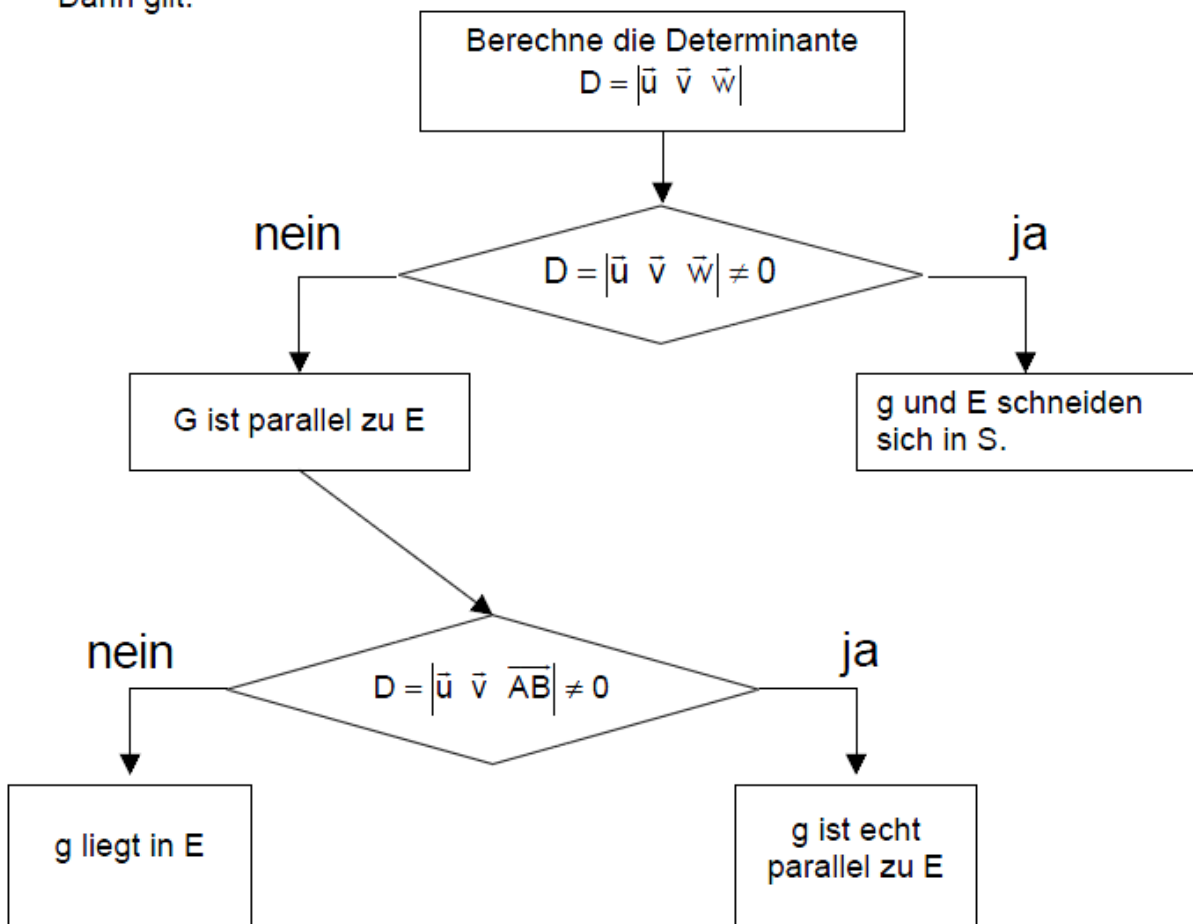 Dann gilt:
Berechne die Determinante
D = |u⃗ v⃗ w⃗|
nein
ja
D = |u⃗ v⃗ w⃗| ≠ 0
G ist parallel zu E
g und E schneiden
sich in S.
nein
ja
D = |u⃗ v⃗ A͞B⃗| ≠ 0
g liegt in E
g ist echt
parallel zu E